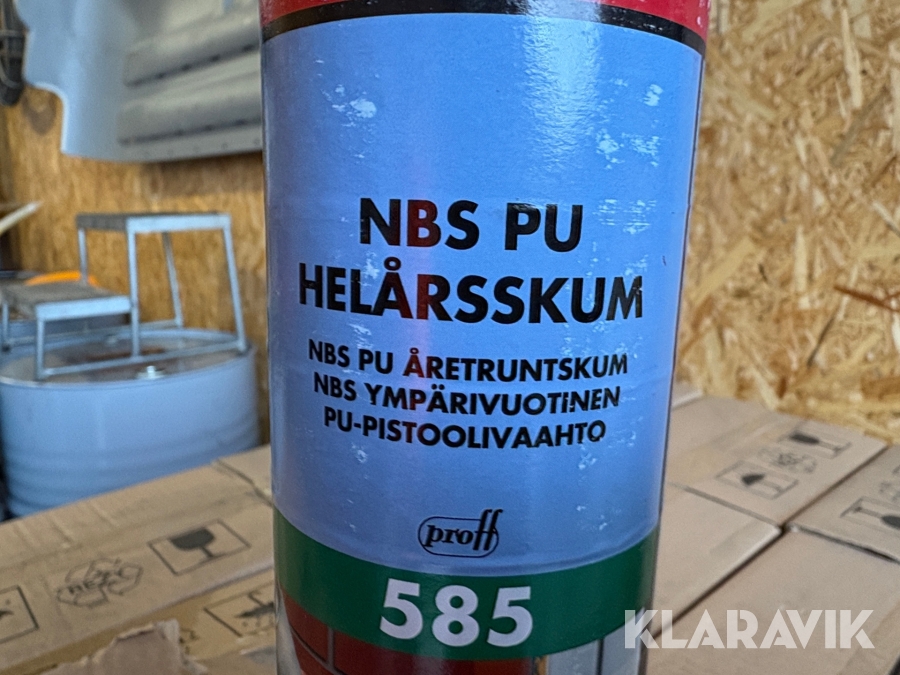 NBS PU
HELÅRSSKUM
NBS PU ÅRETRUNTSKUM
NBS YMPÄRIVUOTINEN
PU-PISTOOLIVAAHTO
proff
585
KLARAVIK